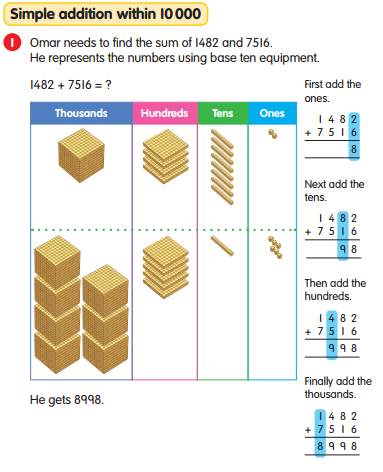 Simple addition within 10 000
1 Omar needs to find the sum of 1482 and 7516.
He represents the numbers using base ten equipment.
1482 + 7516 = ?
Thousands Hundreds Tens Ones
He gets 8998.
First add the
ones.
1 4 8 2
+ 7 5 1 6
8
Next add the
tens.
1 4 8 2
+ 7 5 1 6
9 8
Then add the
hundreds.
1 4 8 2
+ 7 5 1 6
9 9 8
Finally add the
thousands.
1 4 8 2
+ 7 5 1 6
8 9 9 8